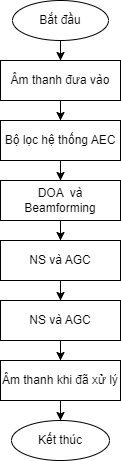 Bắt đầu
Âm thanh đưa vào
Bộ lọc hệ thống AEC
DOA và
Beamforming
NS và AGC
NS và AGC
Âm thanh khi đã xử lý
Kết thúc